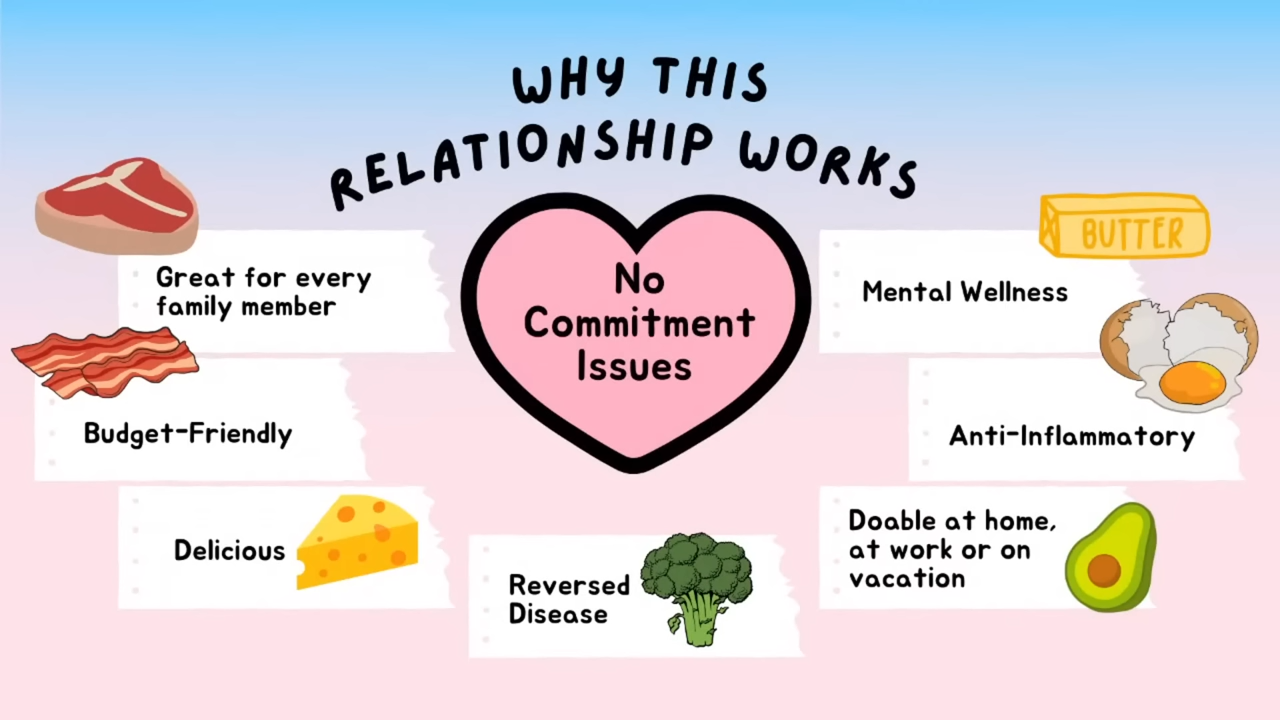 WHY THIS
RELATIONSHIP WORKS
No
Commitment
Issues
Great for every
family member
Budget-Friendly
Delicious
Reversed
Disease
BUTTER
Mental Wellness
Anti-Inflammatory
Doable at home,
at work or on
vacation